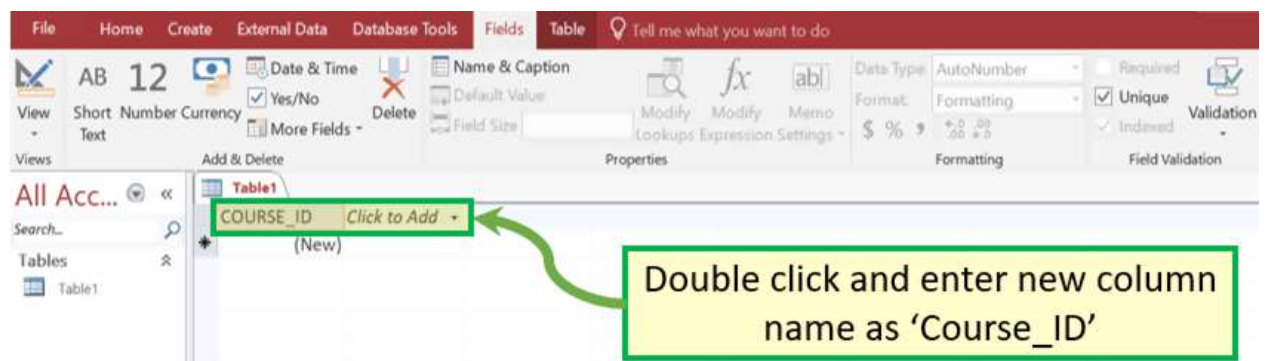 File Home Create External Data Database Tools Fields Table Tell me what you want to do
AB 12 Date & Time Name & Caption fx ab| Data Type: AutoNumber Required
View Short Text Number Currency Yes/No Delete Default Value Modify Lookups Modify Expression Memo Settings Format: Formatting Unique Validation
More Fields Field Size $ % , Indexed
Views Add & Delete Properties Formatting Field Validation
All Acc... « Table1
Search... COURSE_ID Click to Add
(New)
Tables
Table1
Double click and enter new column
name as ‘Course_ID’